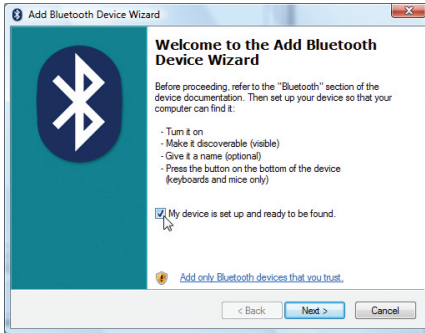 Add Bluetooth Device Wizard
Welcome to the Add Bluetooth
Device Wizard
Before proceeding, refer to the "Bluetooth" section of the
device documentation. Then set up your device so that your
computer can find it:
- Turn it on
- Make it discoverable (visible)
- Give it a name (optional)
- Press the button on the bottom of the device
(keyboards and mice only)
My device is set up and ready to be found.
Add only Bluetooth devices that you trust.
< Back Next > Cancel